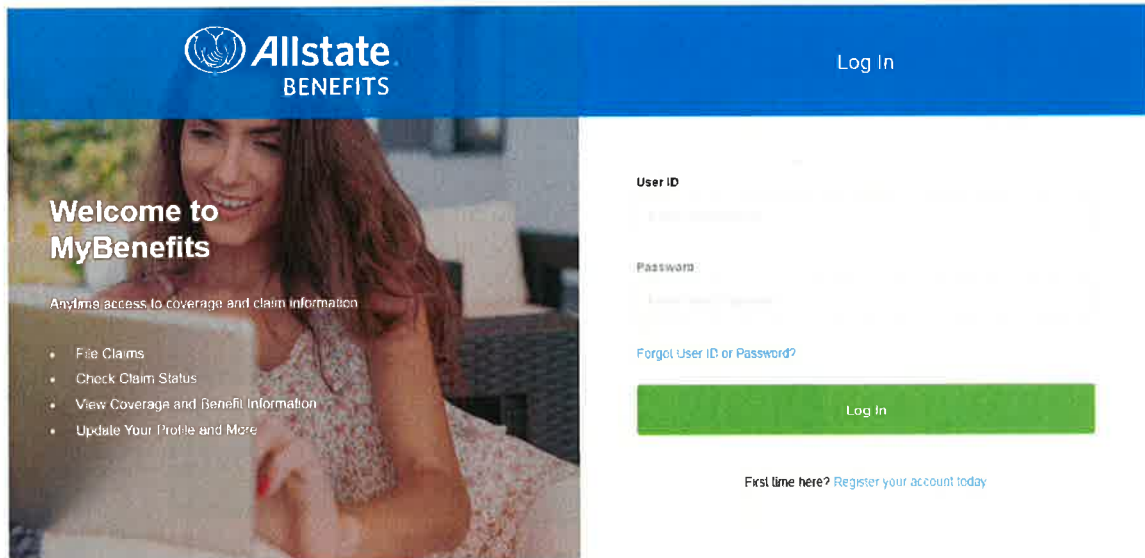 Allstate
BENEFITS
Log In
Welcome to
MyBenefits
Anytime access to coverage and claim information
• File Claims
• Check Claim Status
• View Coverage and Benefit Information
• Update Your Profile and More
User ID
Password
Forgot User ID or Password?
Log In
First time here? Register your account today